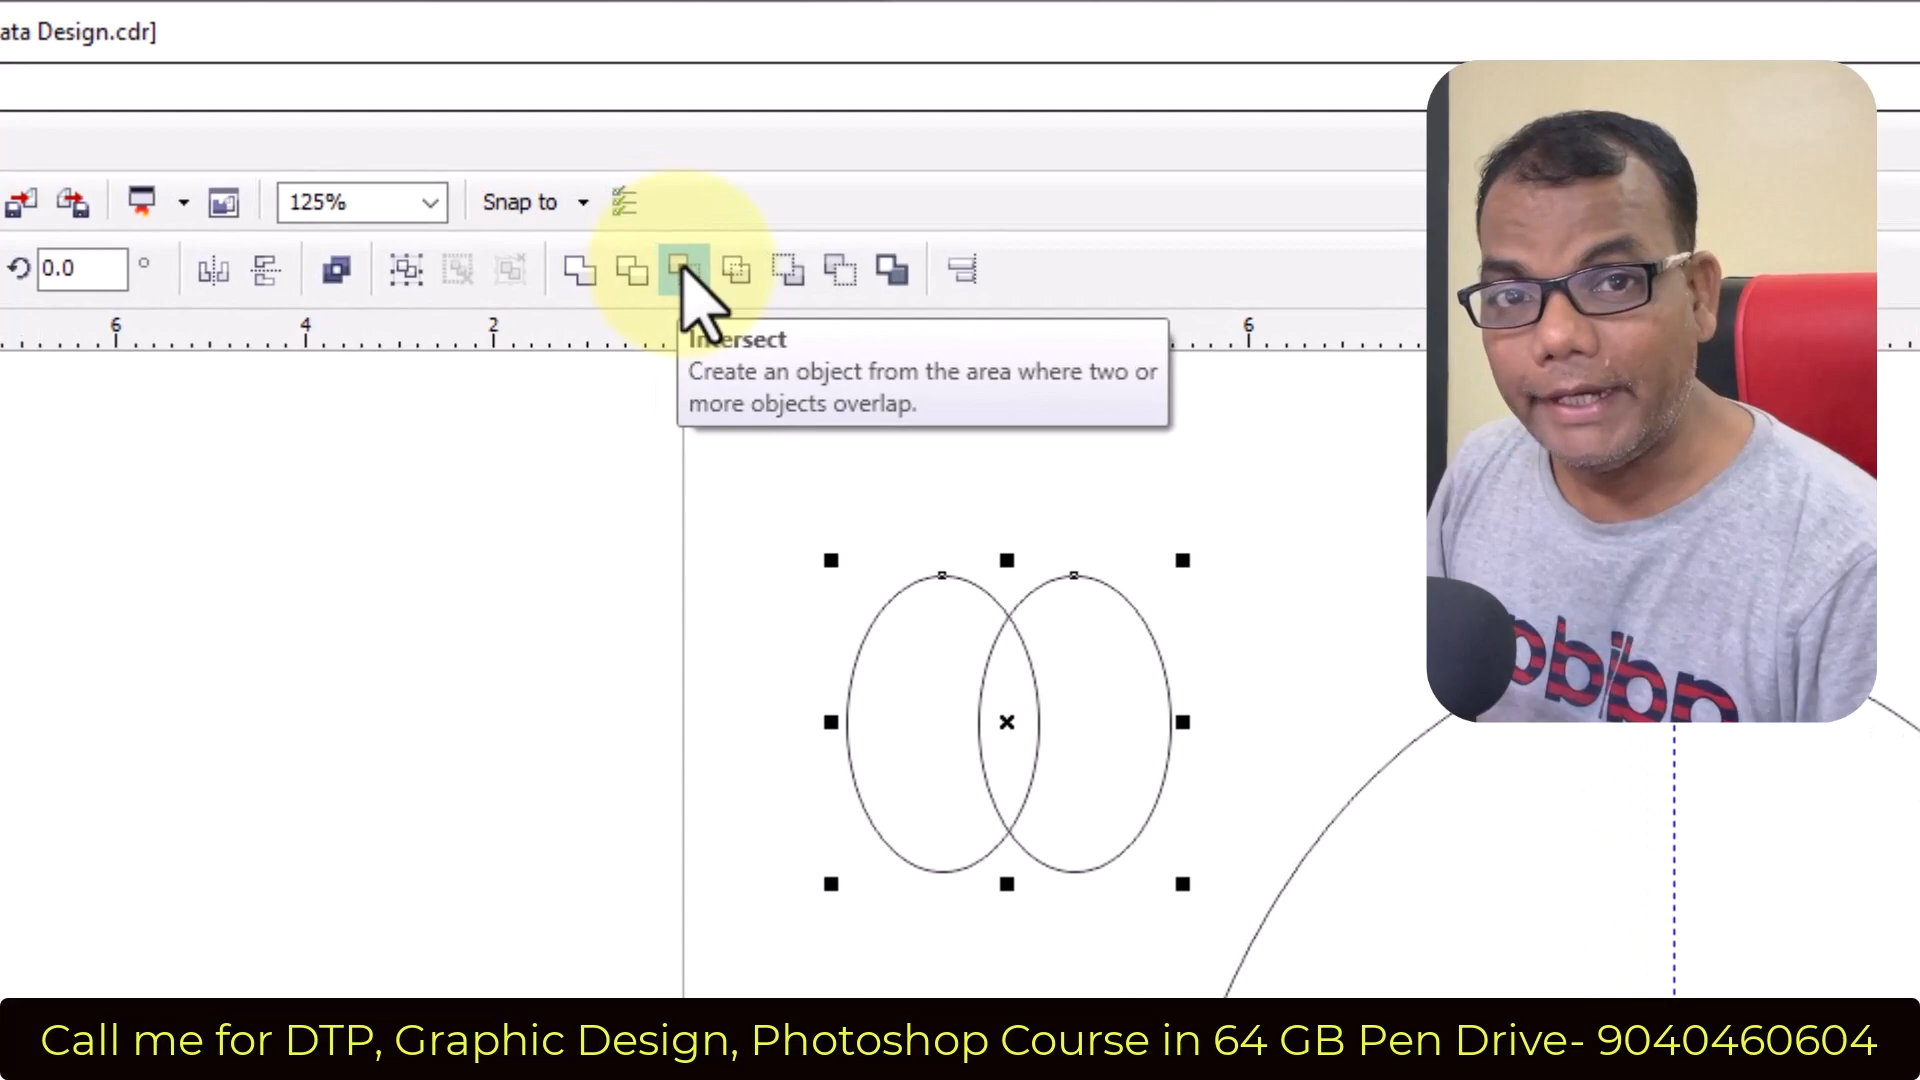 ata Design.cdr]
125%
Snap to
0.0 °
6 4 2 6
Intersect
Create an object from the area where two or
more objects overlap.
Call me for DTP, Graphic Design, Photoshop Course in 64 GB Pen Drive- 9040460604